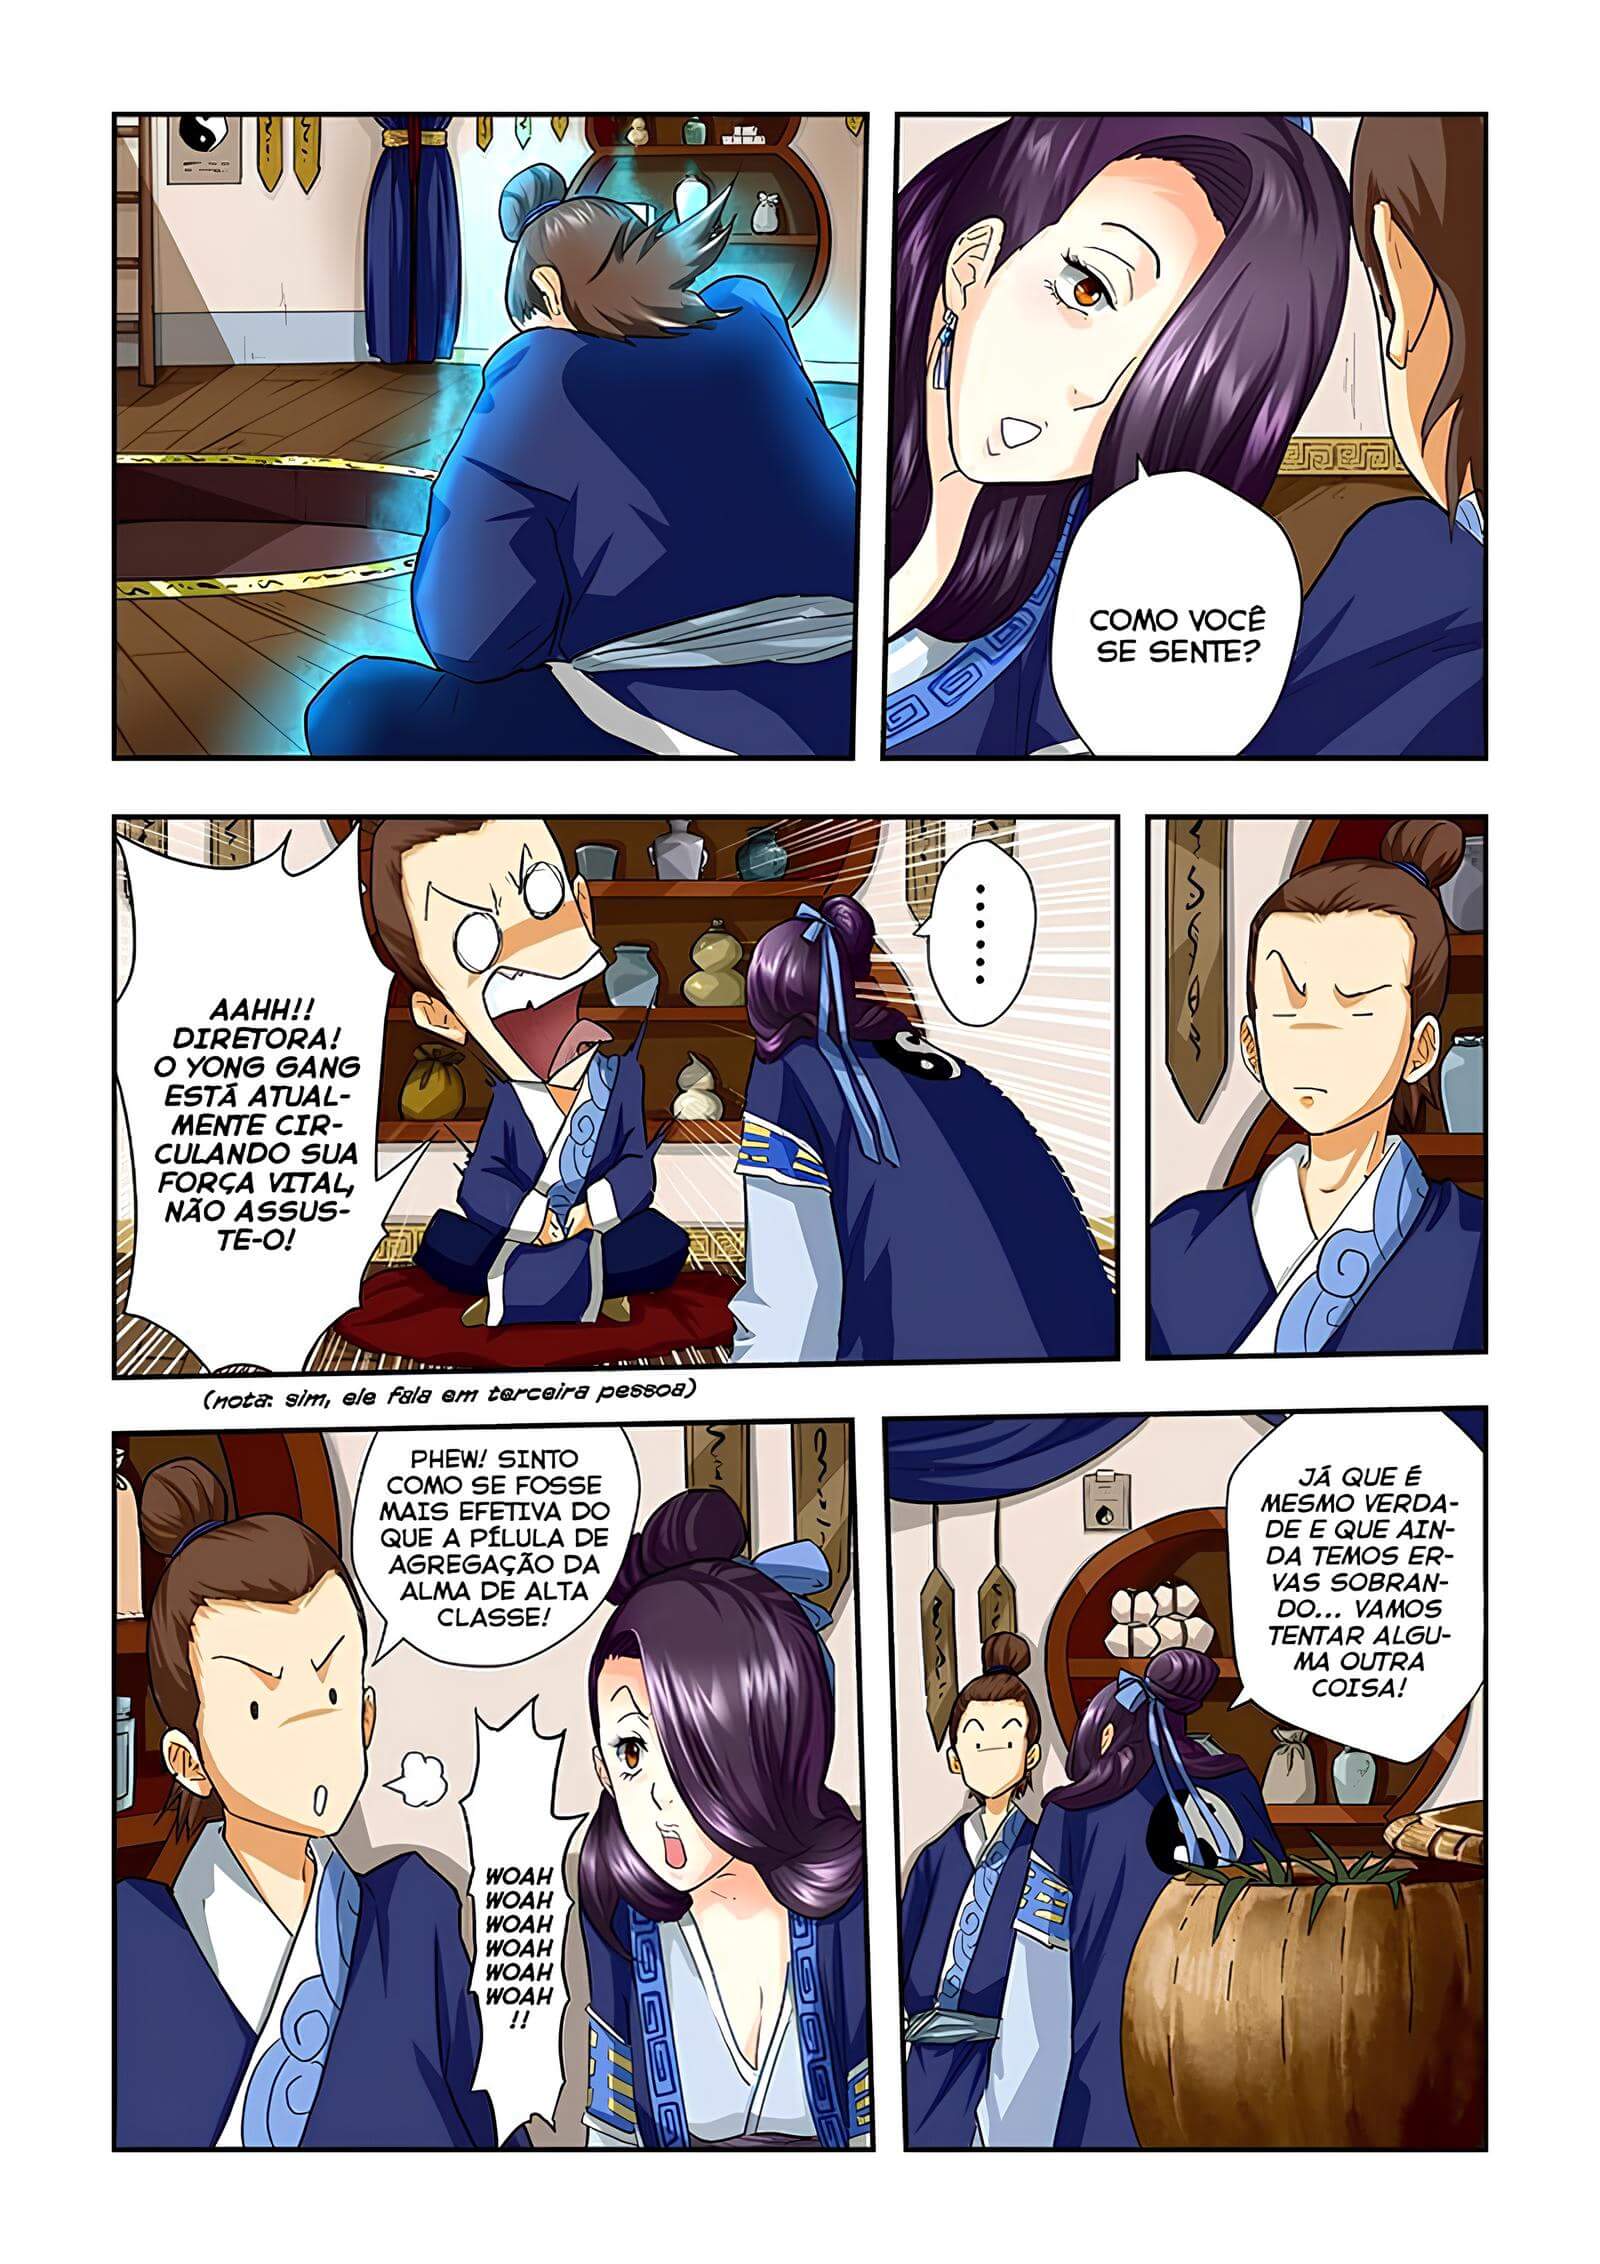 COMO VOCÊ
SE SENTE?
AAHH!!
DIRETORA!
O YONG GANG
ESTÁ ATUAL-
MENTE CIR-
CULANDO SUA
FORÇA VITAL,
NÃO ASSUS-
TE-O!
......
(nota: sim, ele fala em terceira pessoa)
PHEW! SINTO
COMO SE FOSSE
MAIS EFETIVA DO
QUE A PÍLULA DE
AGREGAÇÃO DA
ALMA DE ALTA
CLASSE!
WOAH
WOAH
WOAH
WOAH
WOAH
WOAH
!!
JÁ QUE É
MESMO VERDA-
DE E QUE AIN-
DA TEMOS ER-
VAS SOBRAN-
DO... VAMOS
TENTAR ALGU-
MA OUTRA
COISA!